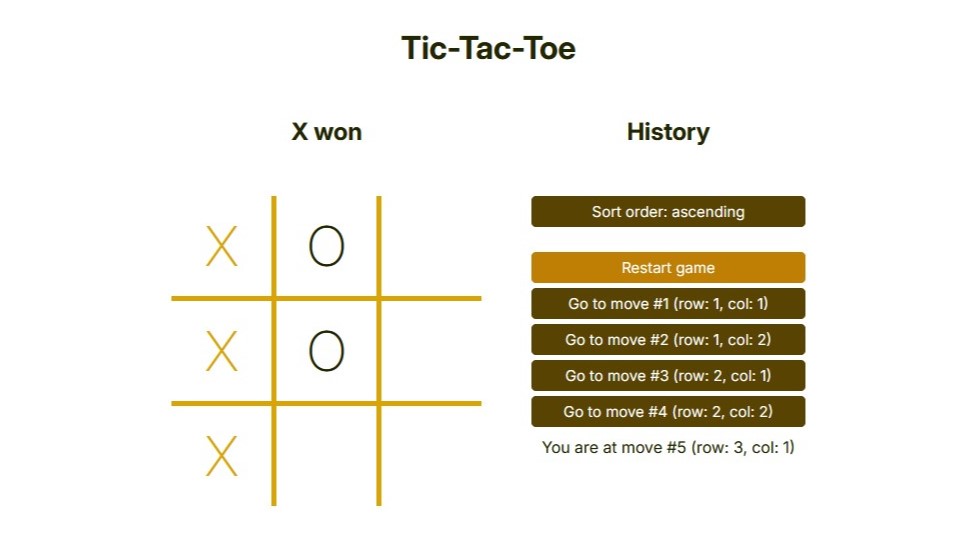 Tic-Tac-Toe
X won
X O
X O
X
History
Sort order: ascending
Restart game
Go to move #1 (row: 1, col: 1)
Go to move #2 (row: 1, col: 2)
Go to move #3 (row: 2, col: 1)
Go to move #4 (row: 2, col: 2)
You are at move #5 (row: 3, col: 1)